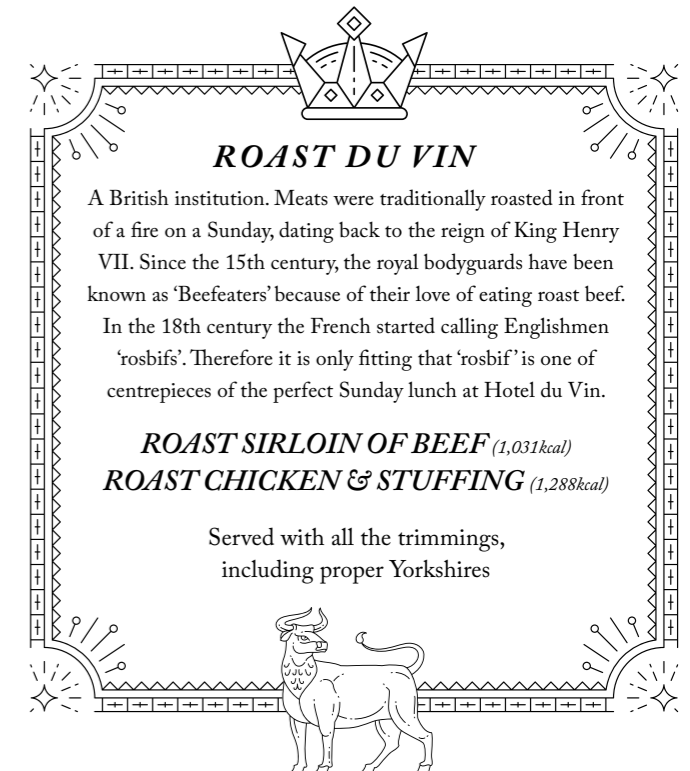 ROAST DU VIN
A British institution. Meats were traditionally roasted in front
of a fire on a Sunday, dating back to the reign of King Henry
VII. Since the 15th century, the royal bodyguards have been
known as ‘Beefeaters’ because of their love of eating roast beef.
In the 18th century the French started calling Englishmen
‘rosbifs’. Therefore it is only fitting that ‘rosbif’ is one of
centrepieces of the perfect Sunday lunch at Hotel du Vin.
ROAST SIRLOIN OF BEEF (1,031kcal)
ROAST CHICKEN & STUFFING (1,288kcal)
Served with all the trimmings,
including proper Yorkshires